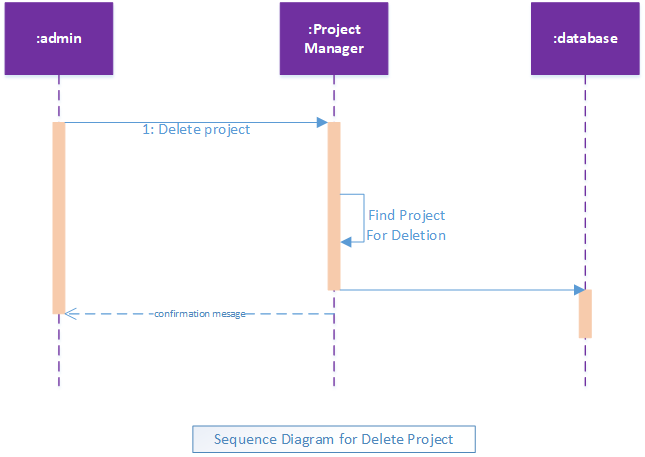 :admin
:Project
Manager
:database
1: Delete project
Find Project
For Deletion
confirmation mesage
Sequence Diagram for Delete Project